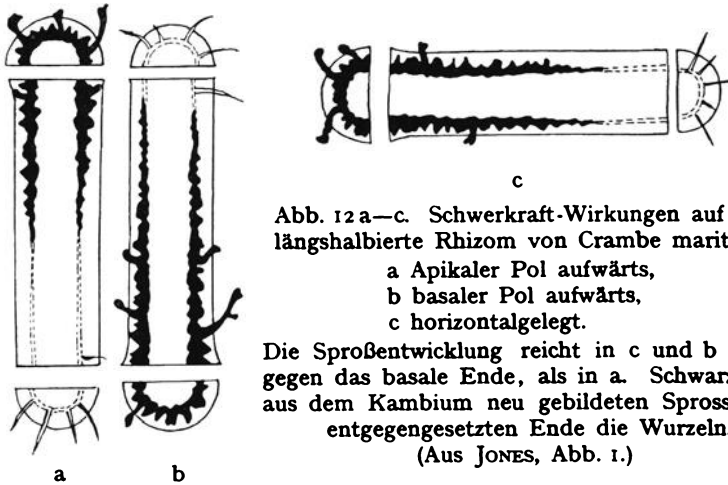 c
Abb. 12 a—c. Schwerkraft-Wirkungen auf
längshalbierte Rhizom von Crambe marit
a Apikaler Pol aufwärts,
b basaler Pol aufwärts,
c horizontalgelegt.
Die Sproßentwicklung reicht in c und b
gegen das basale Ende, als in a. Schwar
aus dem Kambium neu gebildeten Spross
entgegengesetzten Ende die Wurzeln
(Aus JONES, Abb. 1.)
a b